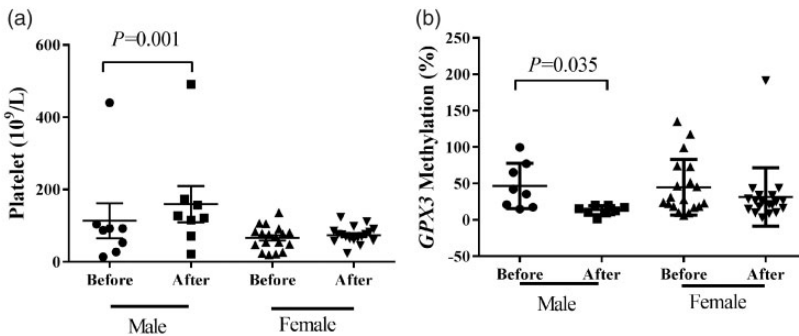 (a)
P=0.001
Platelet (10⁹/L)
600
400
200
0
Before After Before After
Male Female
(b)
P=0.035
GPX3 Methylation (%)
250
200
150
100
50
0
-50
Before After Before After
Male Female